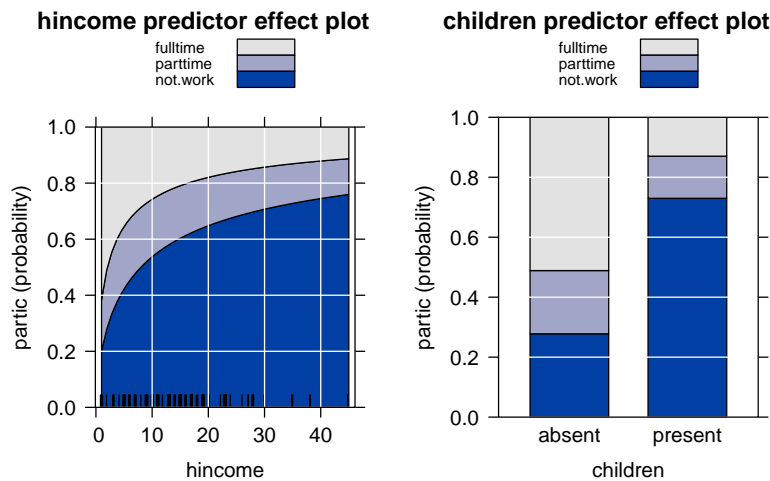 hincome predictor effect plot
fulltime
parttime
not.work
partic (probability)
1.0
0.8
0.6
0.4
0.2
0.0
0 10 20 30 40
hincome
children predictor effect plot
fulltime
parttime
not.work
partic (probability)
1.0
0.8
0.6
0.4
0.2
0.0
absent present
children